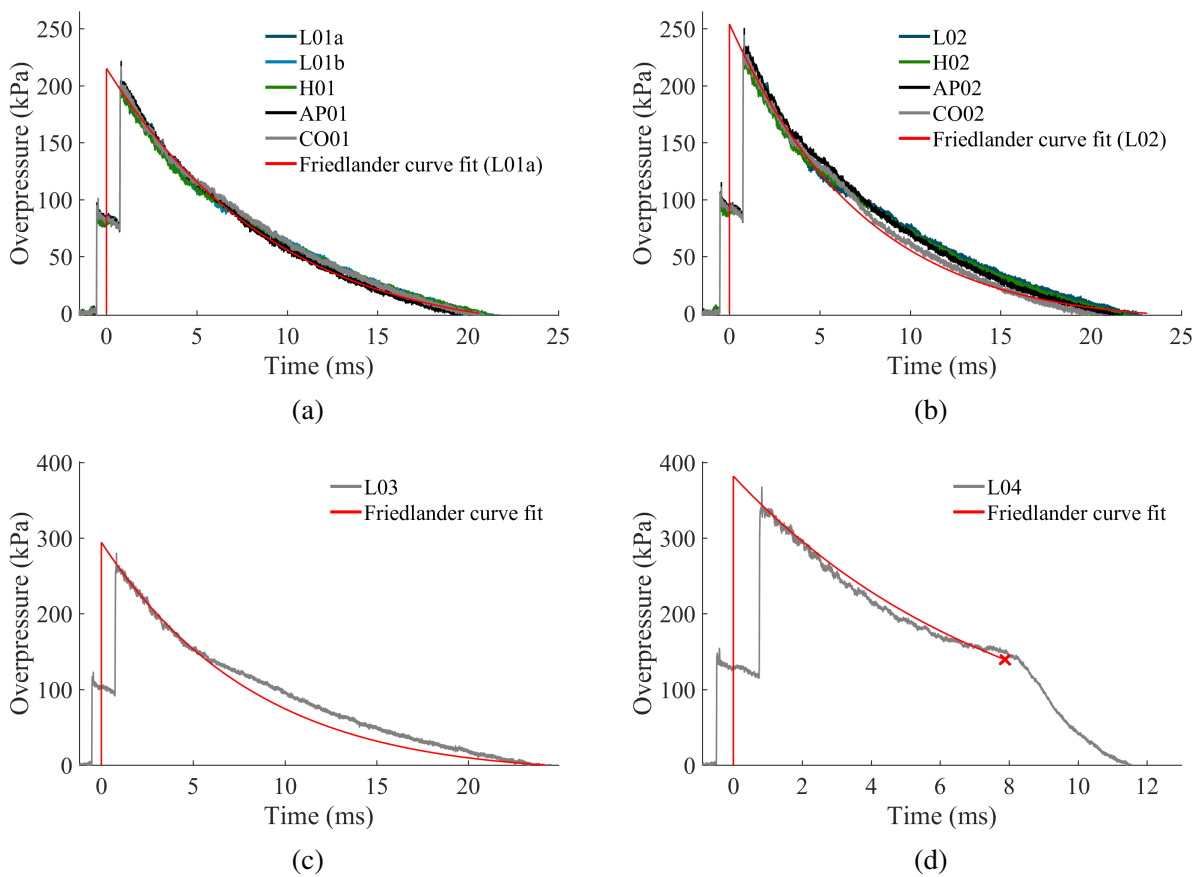 250
200
150
100
50
0
Overpressure (kPa)
L01a
L01b
H01
AP01
CO01
Friedlander curve fit (L01a)
0 5 10 15 20 25
Time (ms)
(a)
250
200
150
100
50
0
Overpressure (kPa)
L02
H02
AP02
CO02
Friedlander curve fit (L02)
0 5 10 15 20 25
Time (ms)
(b)
400
300
200
100
0
Overpressure (kPa)
L03
Friedlander curve fit
0 5 10 15 20
Time (ms)
(c)
400
300
200
100
0
Overpressure (kPa)
L04
Friedlander curve fit
0 2 4 6 8 10 12
Time (ms)
(d)